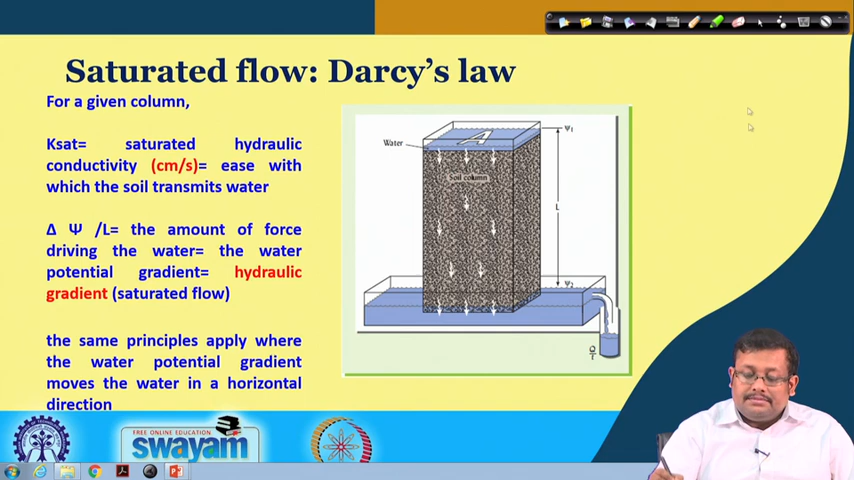 Saturated flow: Darcy's law
For a given column,
Ksat= saturated hydraulic
conductivity (cm/s)= ease with
which the soil transmits water
Δ Ψ /L= the amount of force
driving the water= the water
potential gradient= hydraulic
gradient (saturated flow)
the same principles apply where
the water potential gradient
moves the water in a horizontal
direction
Water
A
Ψ1
Soil column
L
Ψ2
Q
T
FREE ONLINE EDUCATION
swayam